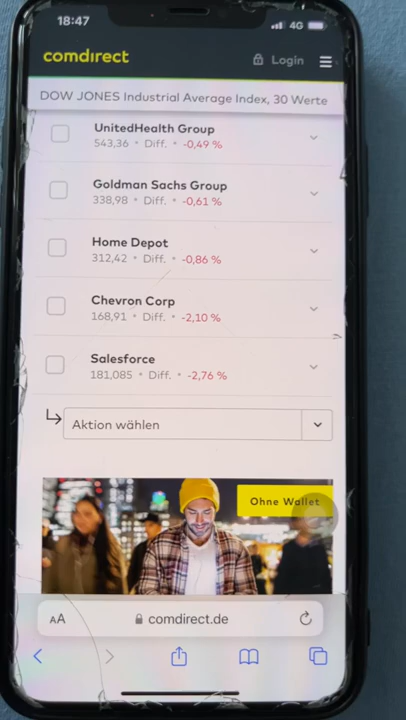 18:47
4G
comdirect
Login
DOW JONES Industrial Average Index, 30 Werte
UnitedHealth Group
543,36 • Diff. • -0,49 %
Goldman Sachs Group
338,98 • Diff. • -0,61 %
Home Depot
312,42 • Diff. • -0,86 %
Chevron Corp
168,91 • Diff. • -2,10 %
Salesforce
181,085 • Diff. • -2,76 %
Aktion wählen
Ohne Wallet
AA
comdirect.de